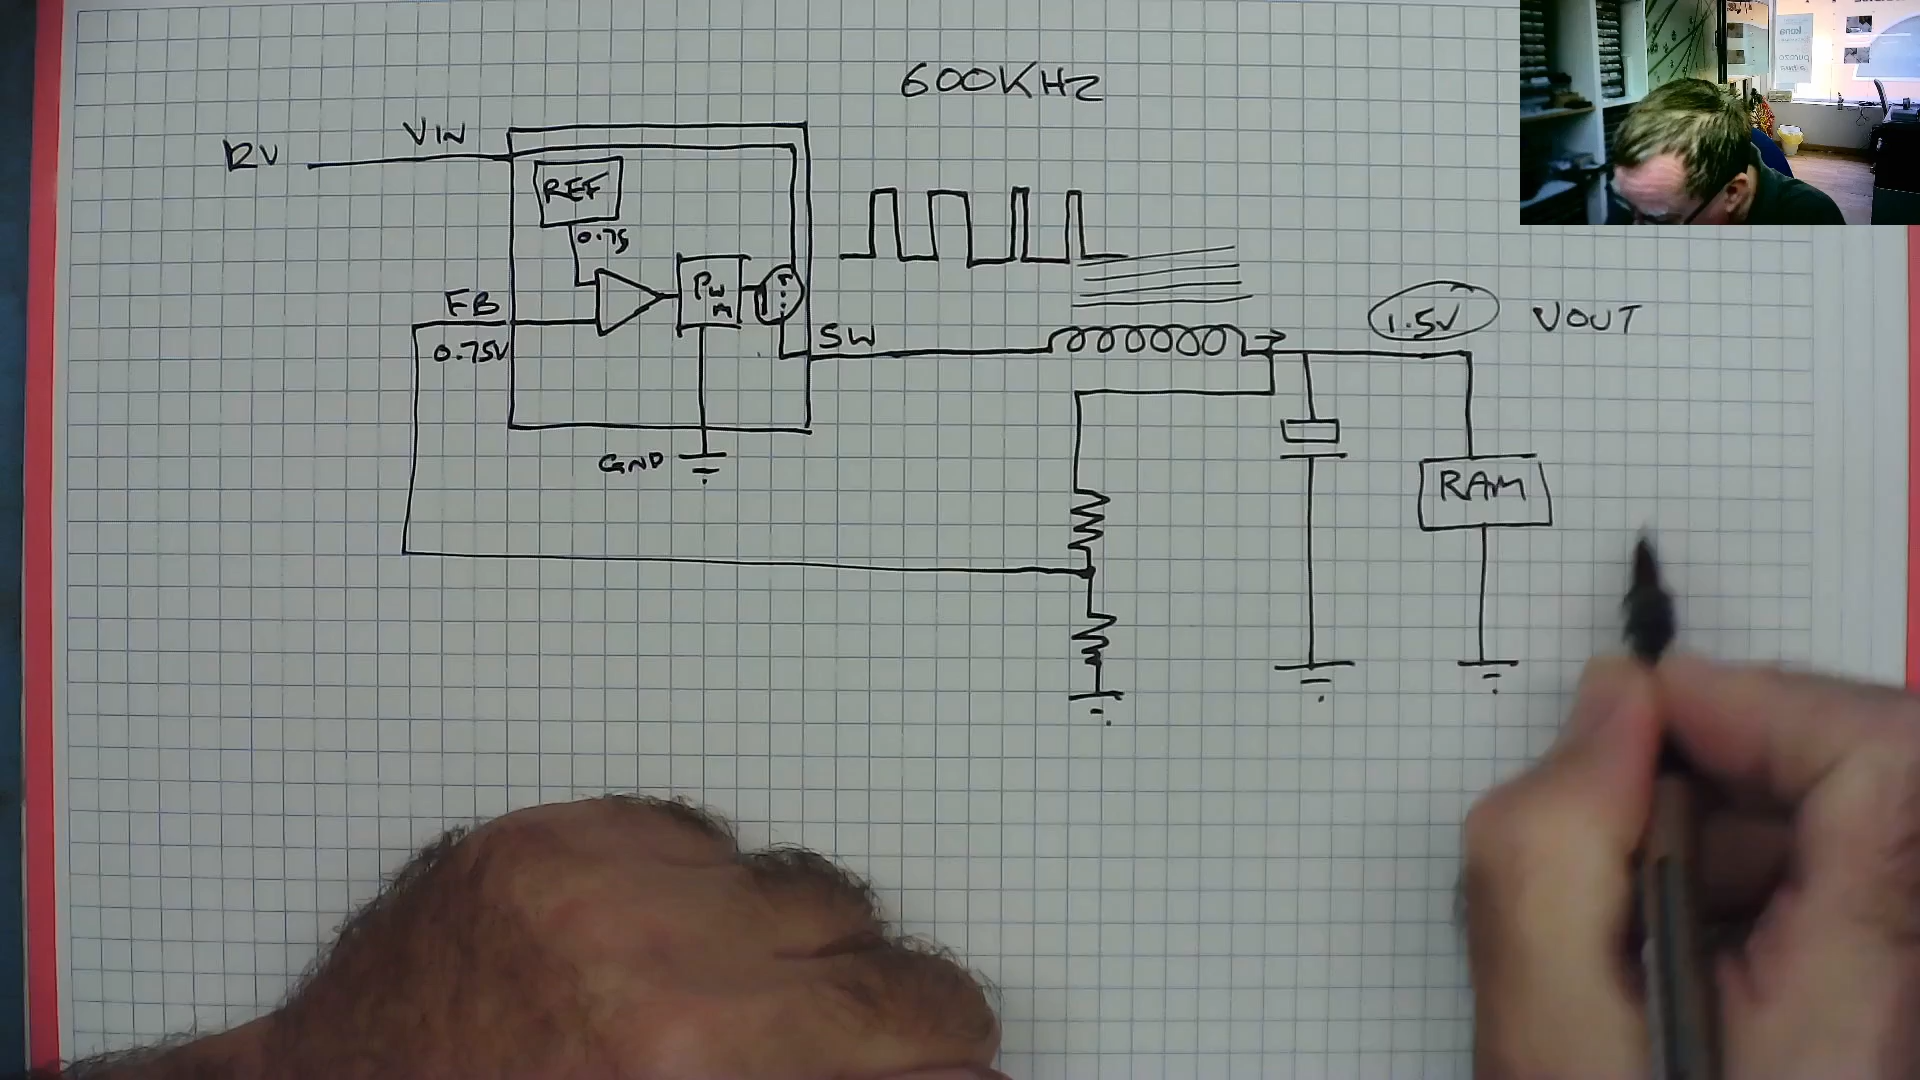 600KHZ
VIN
12V
REF
0.75
FB
PWM
0.75V
SW
1.5V VOUT
GND
RAM